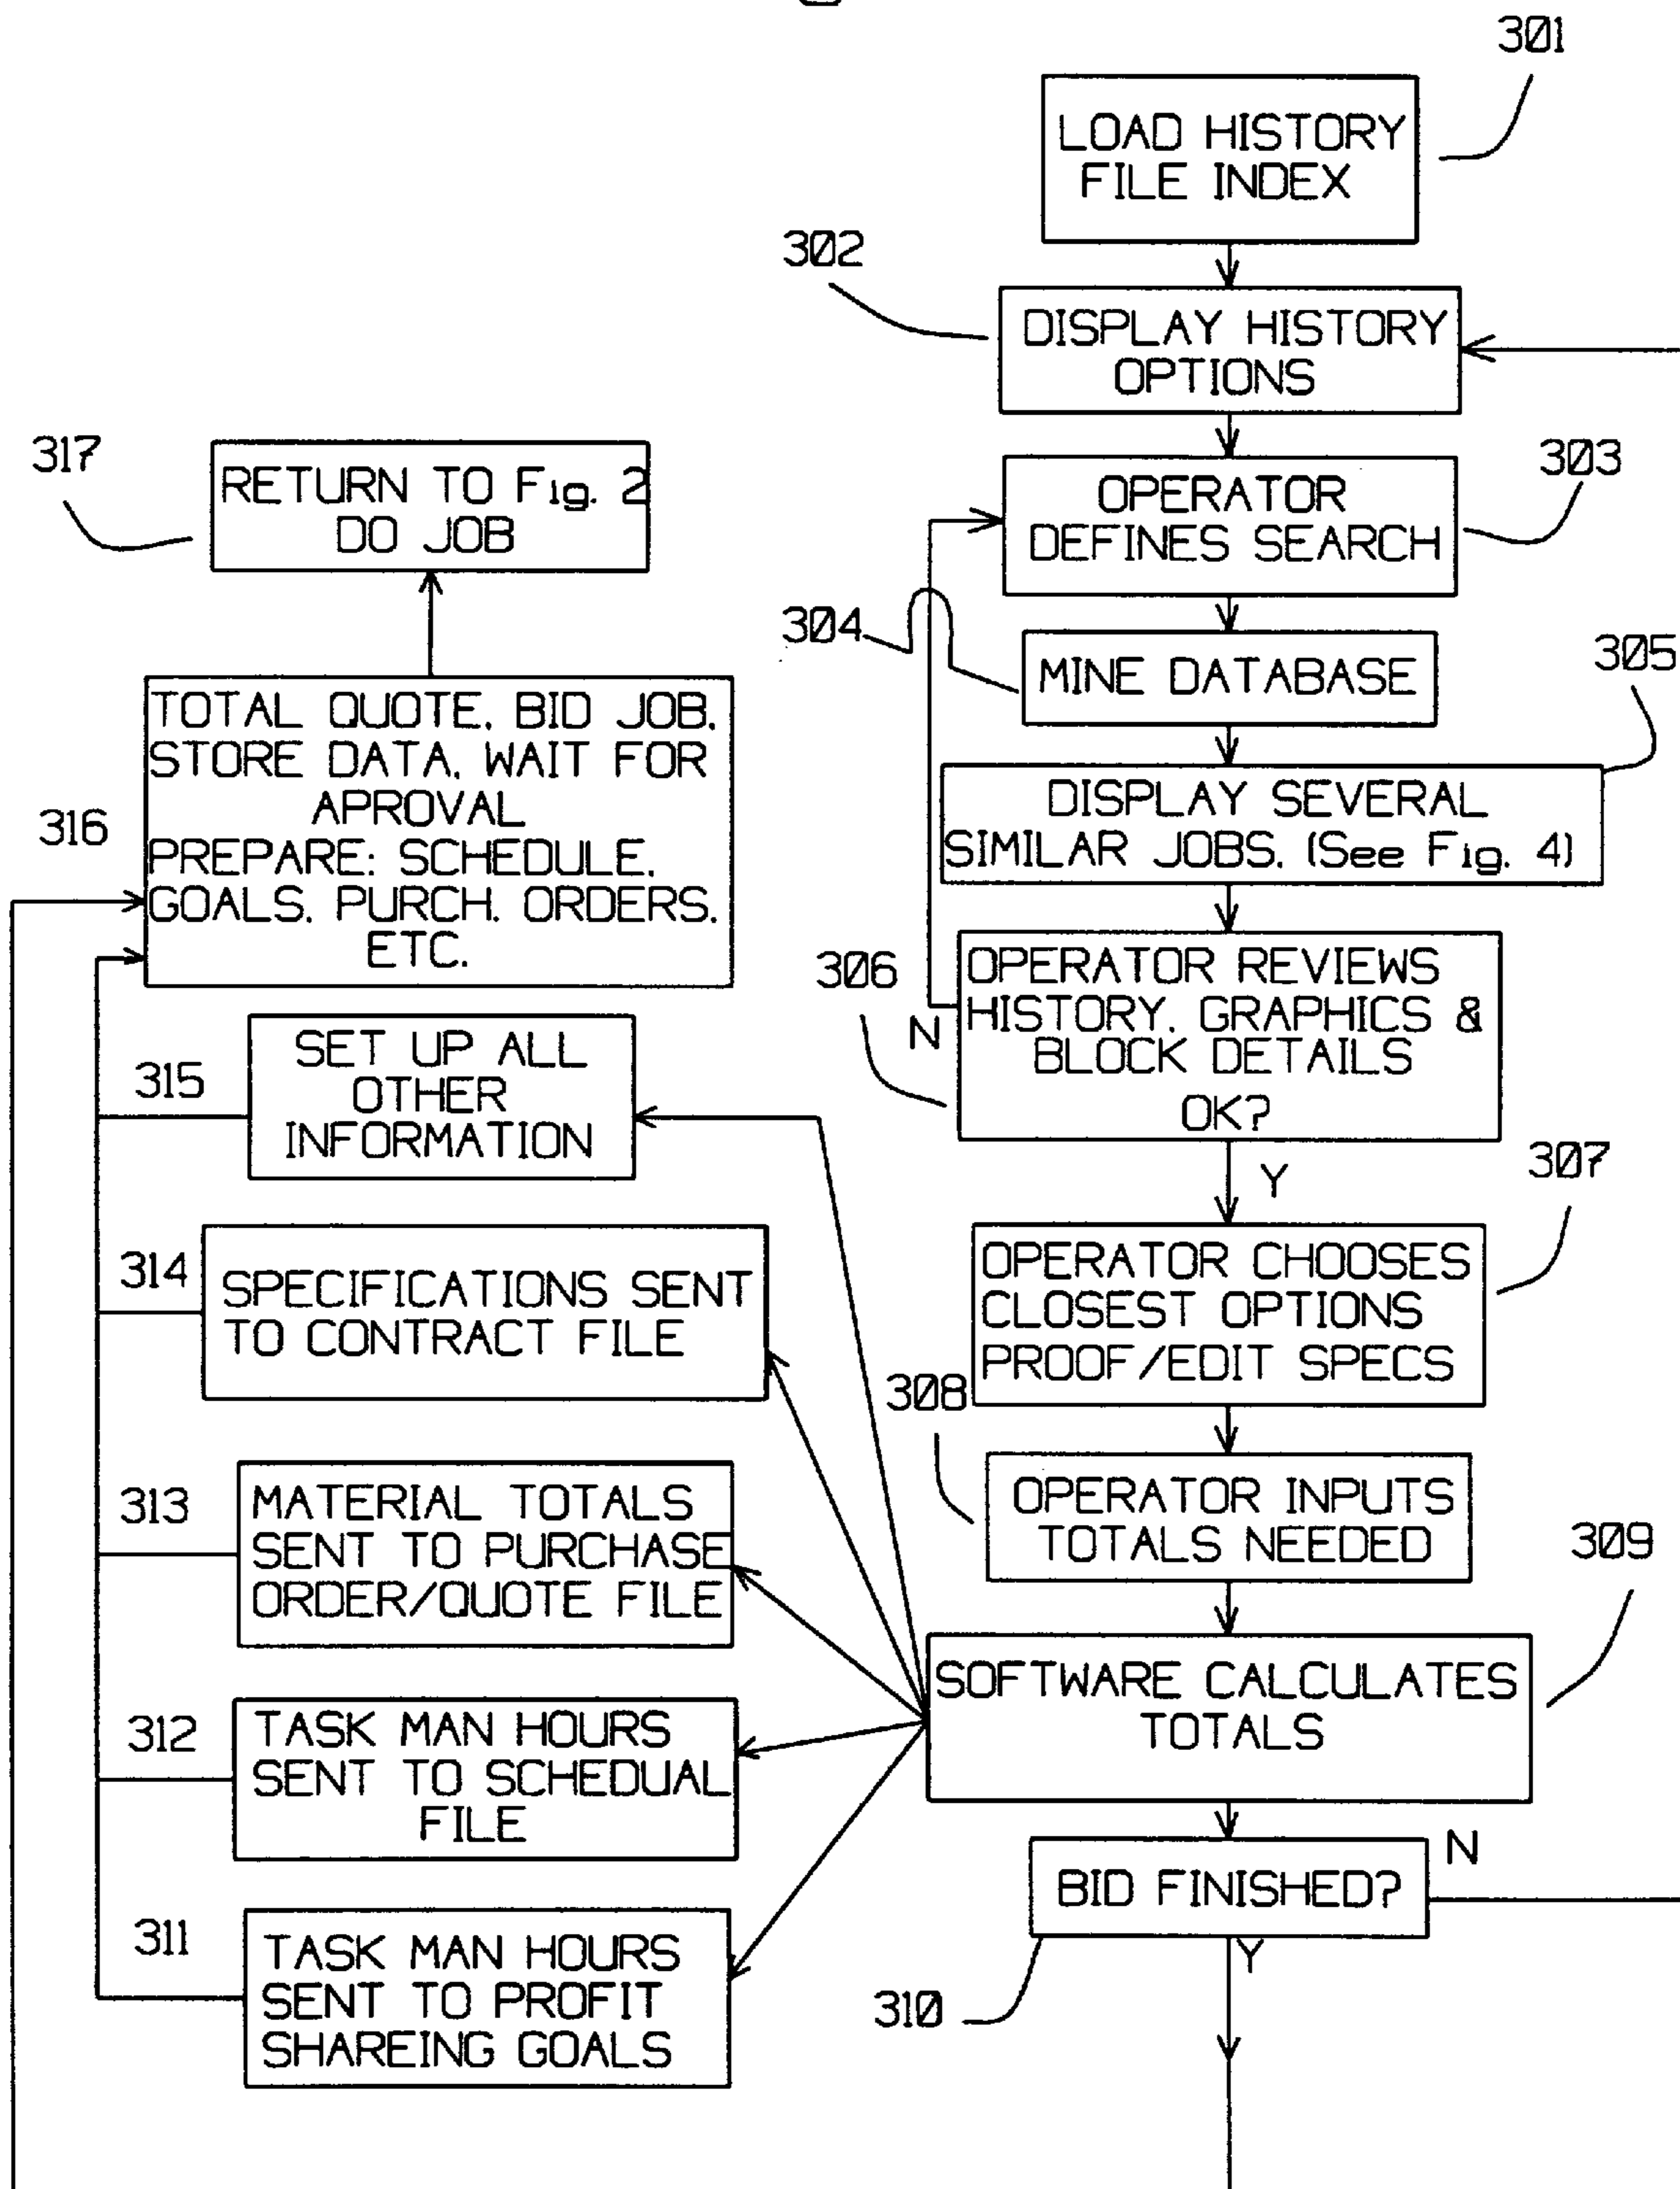 301
LOAD HISTORY
FILE INDEX
302
DISPLAY HISTORY
OPTIONS
303
OPERATOR
DEFINES SEARCH
304
MINE DATABASE
305
DISPLAY SEVERAL
SIMILAR JOBS. (See Fig. 4)
306
OPERATOR REVIEWS
HISTORY. GRAPHICS &
BLOCK DETAILS
OK?
N
Y
307
OPERATOR CHOOSES
CLOSEST OPTIONS
PROOF/EDIT SPECS
308
OPERATOR INPUTS
TOTALS NEEDED
309
SOFTWARE CALCULATES
TOTALS
310
BID FINISHED?
N
Y
311
TASK MAN HOURS
SENT TO PROFIT
SHAREING GOALS
312
TASK MAN HOURS
SENT TO SCHEDUAL
FILE
313
MATERIAL TOTALS
SENT TO PURCHASE
ORDER/QUOTE FILE
314
SPECIFICATIONS SENT
TO CONTRACT FILE
315
SET UP ALL
OTHER
INFORMATION
316
TOTAL QUOTE. BID JOB.
STORE DATA. WAIT FOR
APROVAL
PREPARE: SCHEDULE.
GOALS. PURCH. ORDERS.
ETC.
317
RETURN TO Fig. 2
DO JOB